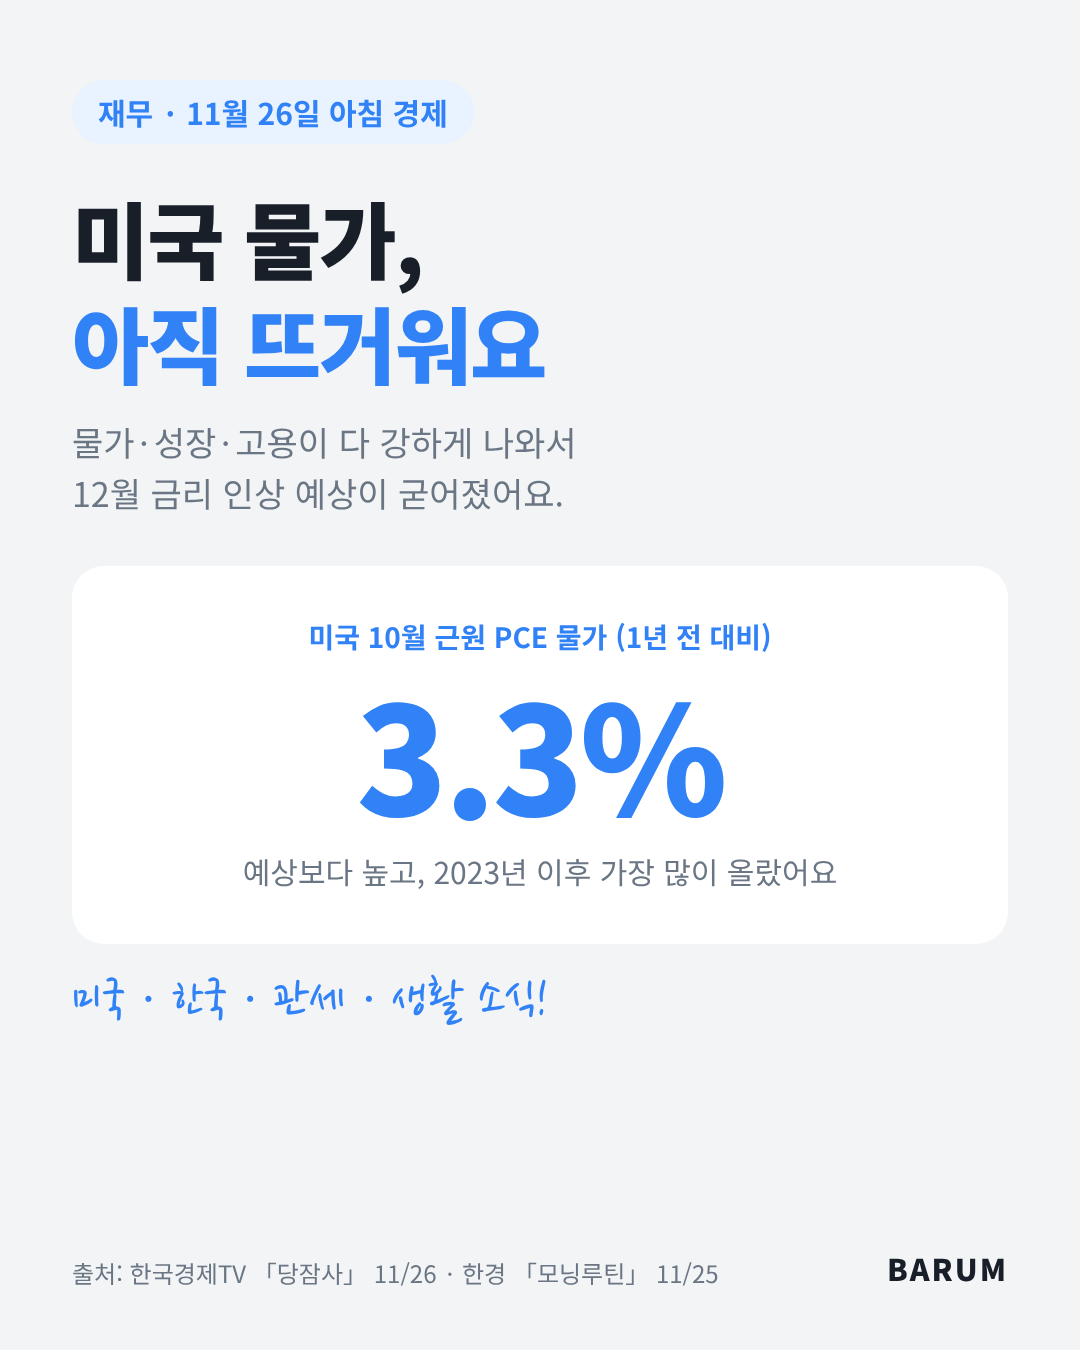 재무 · 11월 26일 아침 경제
미국 물가,
아직 뜨거워요
물가·성장·고용이 다 강하게 나와서
12월 금리 인상 예상이 굳어졌어요.
미국 10월 근원 PCE 물가 (1년 전 대비)
3.3%
예상보다 높고, 2023년 이후 가장 많이 올랐어요
미국 · 한국 · 관세 · 생활 소식!
출처: 한국경제TV 「당잠사」 11/26 · 한경 「모닝루틴」 11/25
BARUM